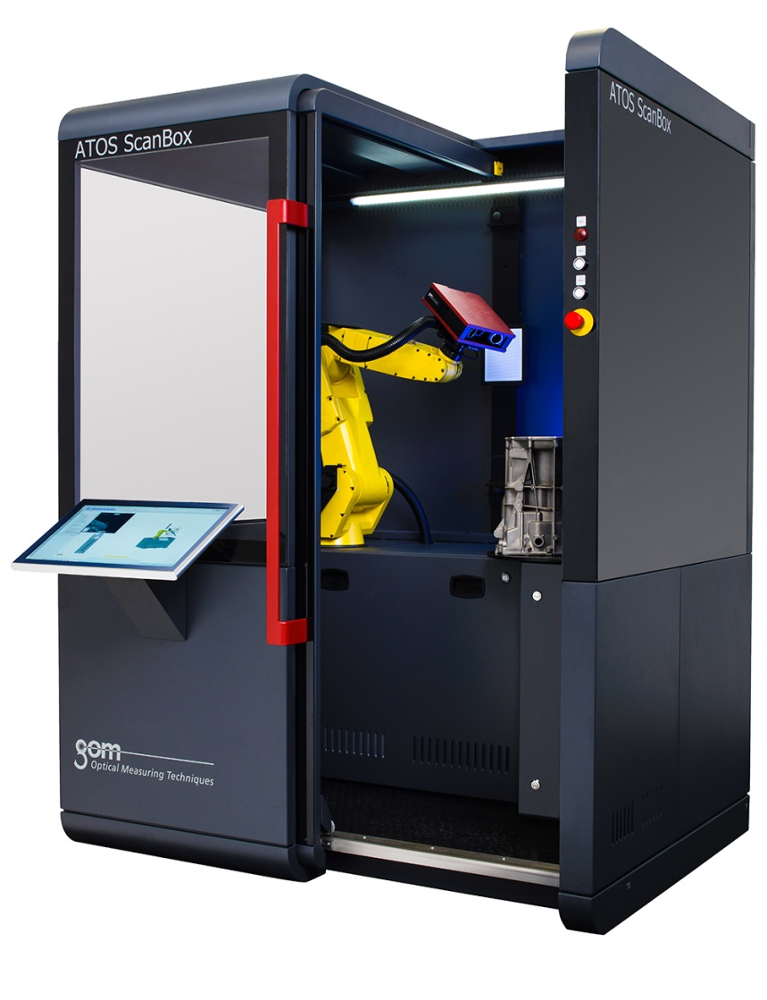 ATOS ScanBox
ATOS ScanBox
gom
Optical Measuring Techniques